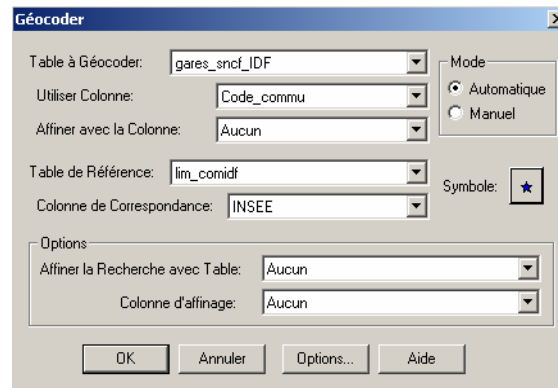 Géocoder
Table à Géocoder: gares_sncf_IDF
Utiliser Colonne: Code_commu
Affiner avec la Colonne: Aucun
Mode
Automatique
Manuel
Table de Référence: lim_comidf
Colonne de Correspondance: INSEE
Symbole:
Options
Affiner la Recherche avec Table: Aucun
Colonne d'affinage: Aucun
OK Annuler Options... Aide